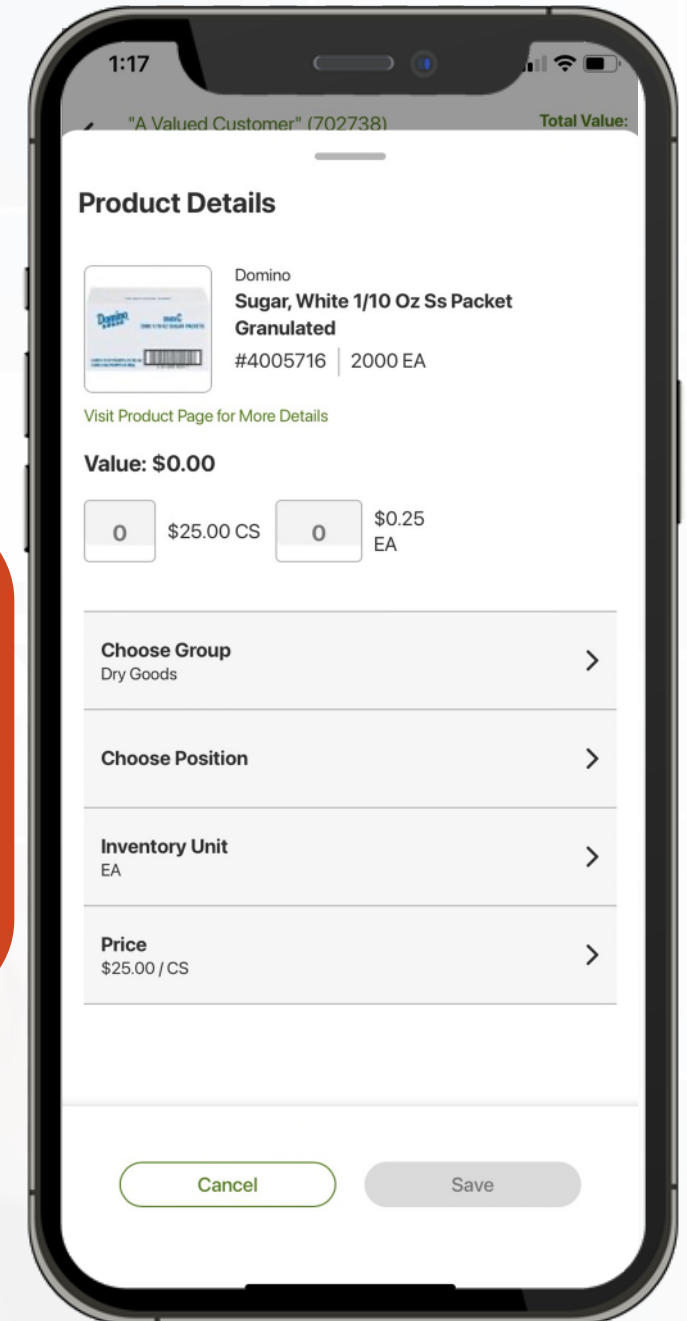 1:17
"A Valued Customer" (702738) Total Value:
Product Details
Domino
Sugar, White 1/10 Oz Ss Packet
Granulated
#4005716 | 2000 EA
Domino
Visit Product Page for More Details
Value: $0.00
0 $25.00 CS 0 $0.25
EA
Choose Group
Dry Goods
Choose Position
Inventory Unit
EA
Price
$25.00 / CS
Cancel Save